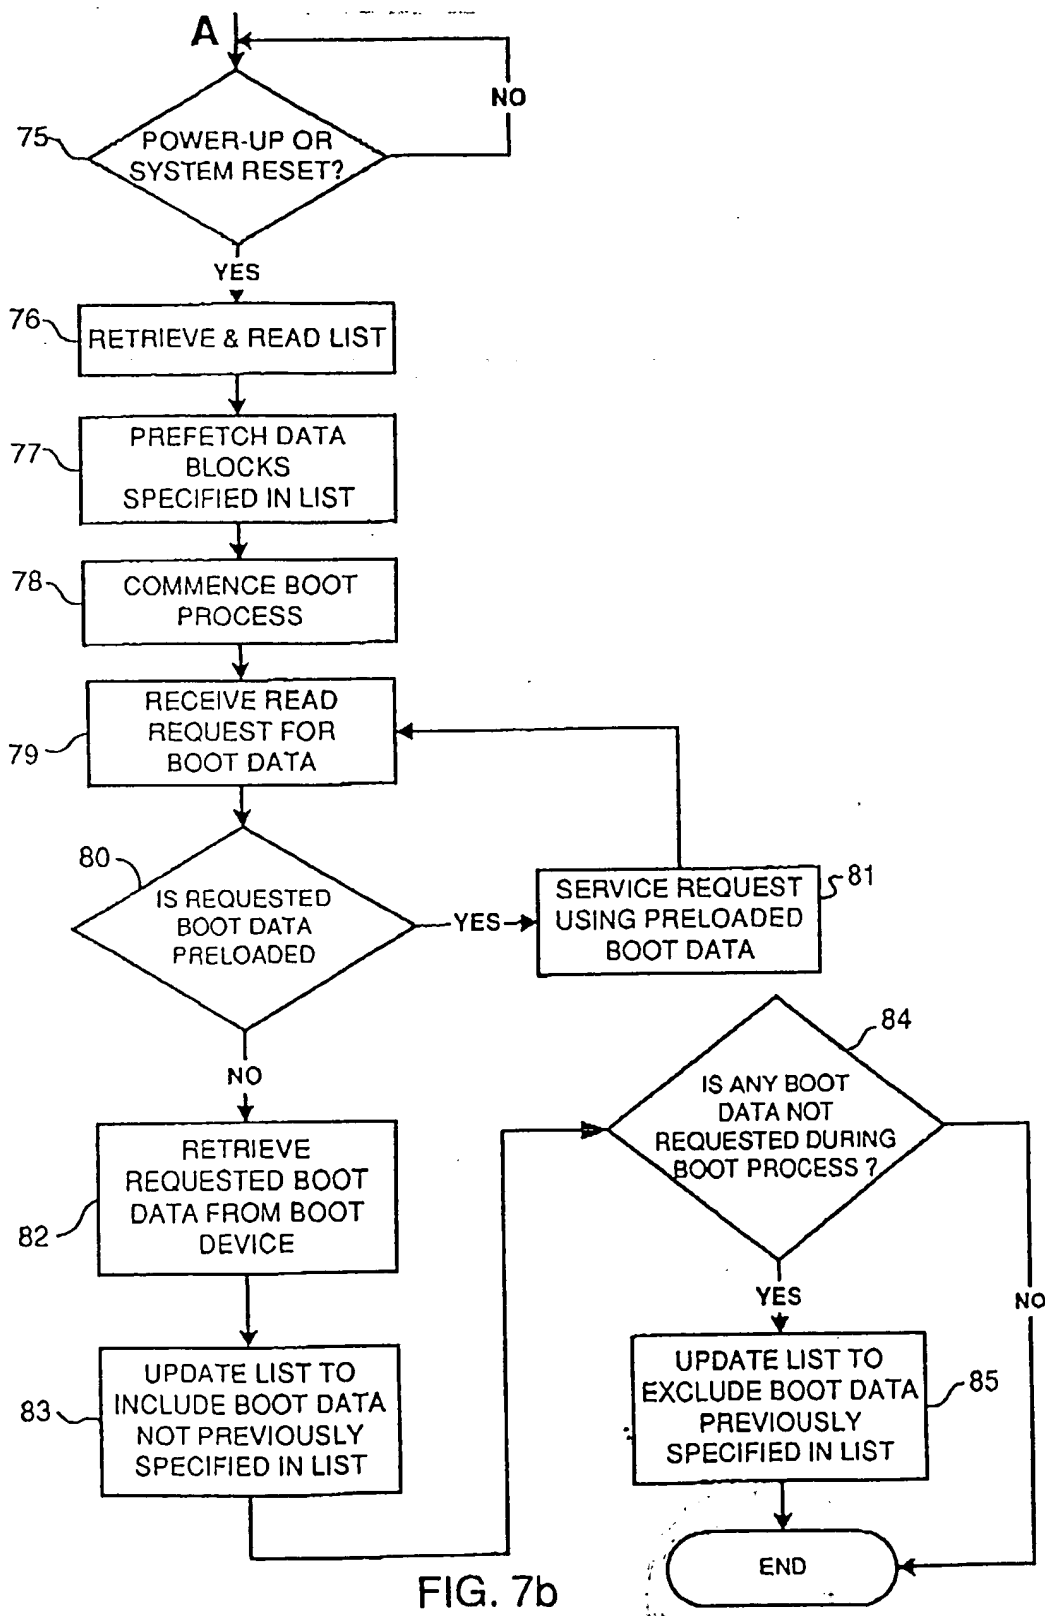 A
NO
75
POWER-UP OR
SYSTEM RESET?
YES
76
RETRIEVE & READ LIST
77
PREFETCH DATA
BLOCKS
SPECIFIED IN LIST
78
COMMENCE BOOT
PROCESS
79
RECEIVE READ
REQUEST FOR
BOOT DATA
80
IS REQUESTED
BOOT DATA
PRELOADED
YES
81
SERVICE REQUEST
USING PRELOADED
BOOT DATA
NO
82
RETRIEVE
REQUESTED BOOT
DATA FROM BOOT
DEVICE
83
UPDATE LIST TO
INCLUDE BOOT DATA
NOT PREVIOUSLY
SPECIFIED IN LIST
84
IS ANY BOOT
DATA NOT
REQUESTED DURING
BOOT PROCESS ?
YES
NO
85
UPDATE LIST TO
EXCLUDE BOOT DATA
PREVIOUSLY
SPECIFIED IN LIST
END
FIG. 7b